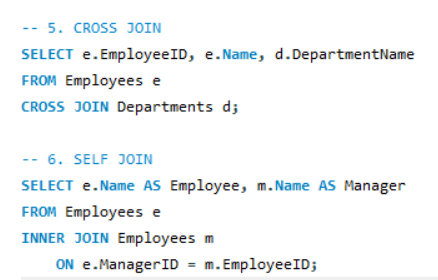 -- 5. CROSS JOIN
SELECT e.EmployeeID, e.Name, d.DepartmentName
FROM Employees e
CROSS JOIN Departments d;
-- 6. SELF JOIN
SELECT e.Name AS Employee, m.Name AS Manager
FROM Employees e
INNER JOIN Employees m
    ON e.ManagerID = m.EmployeeID;